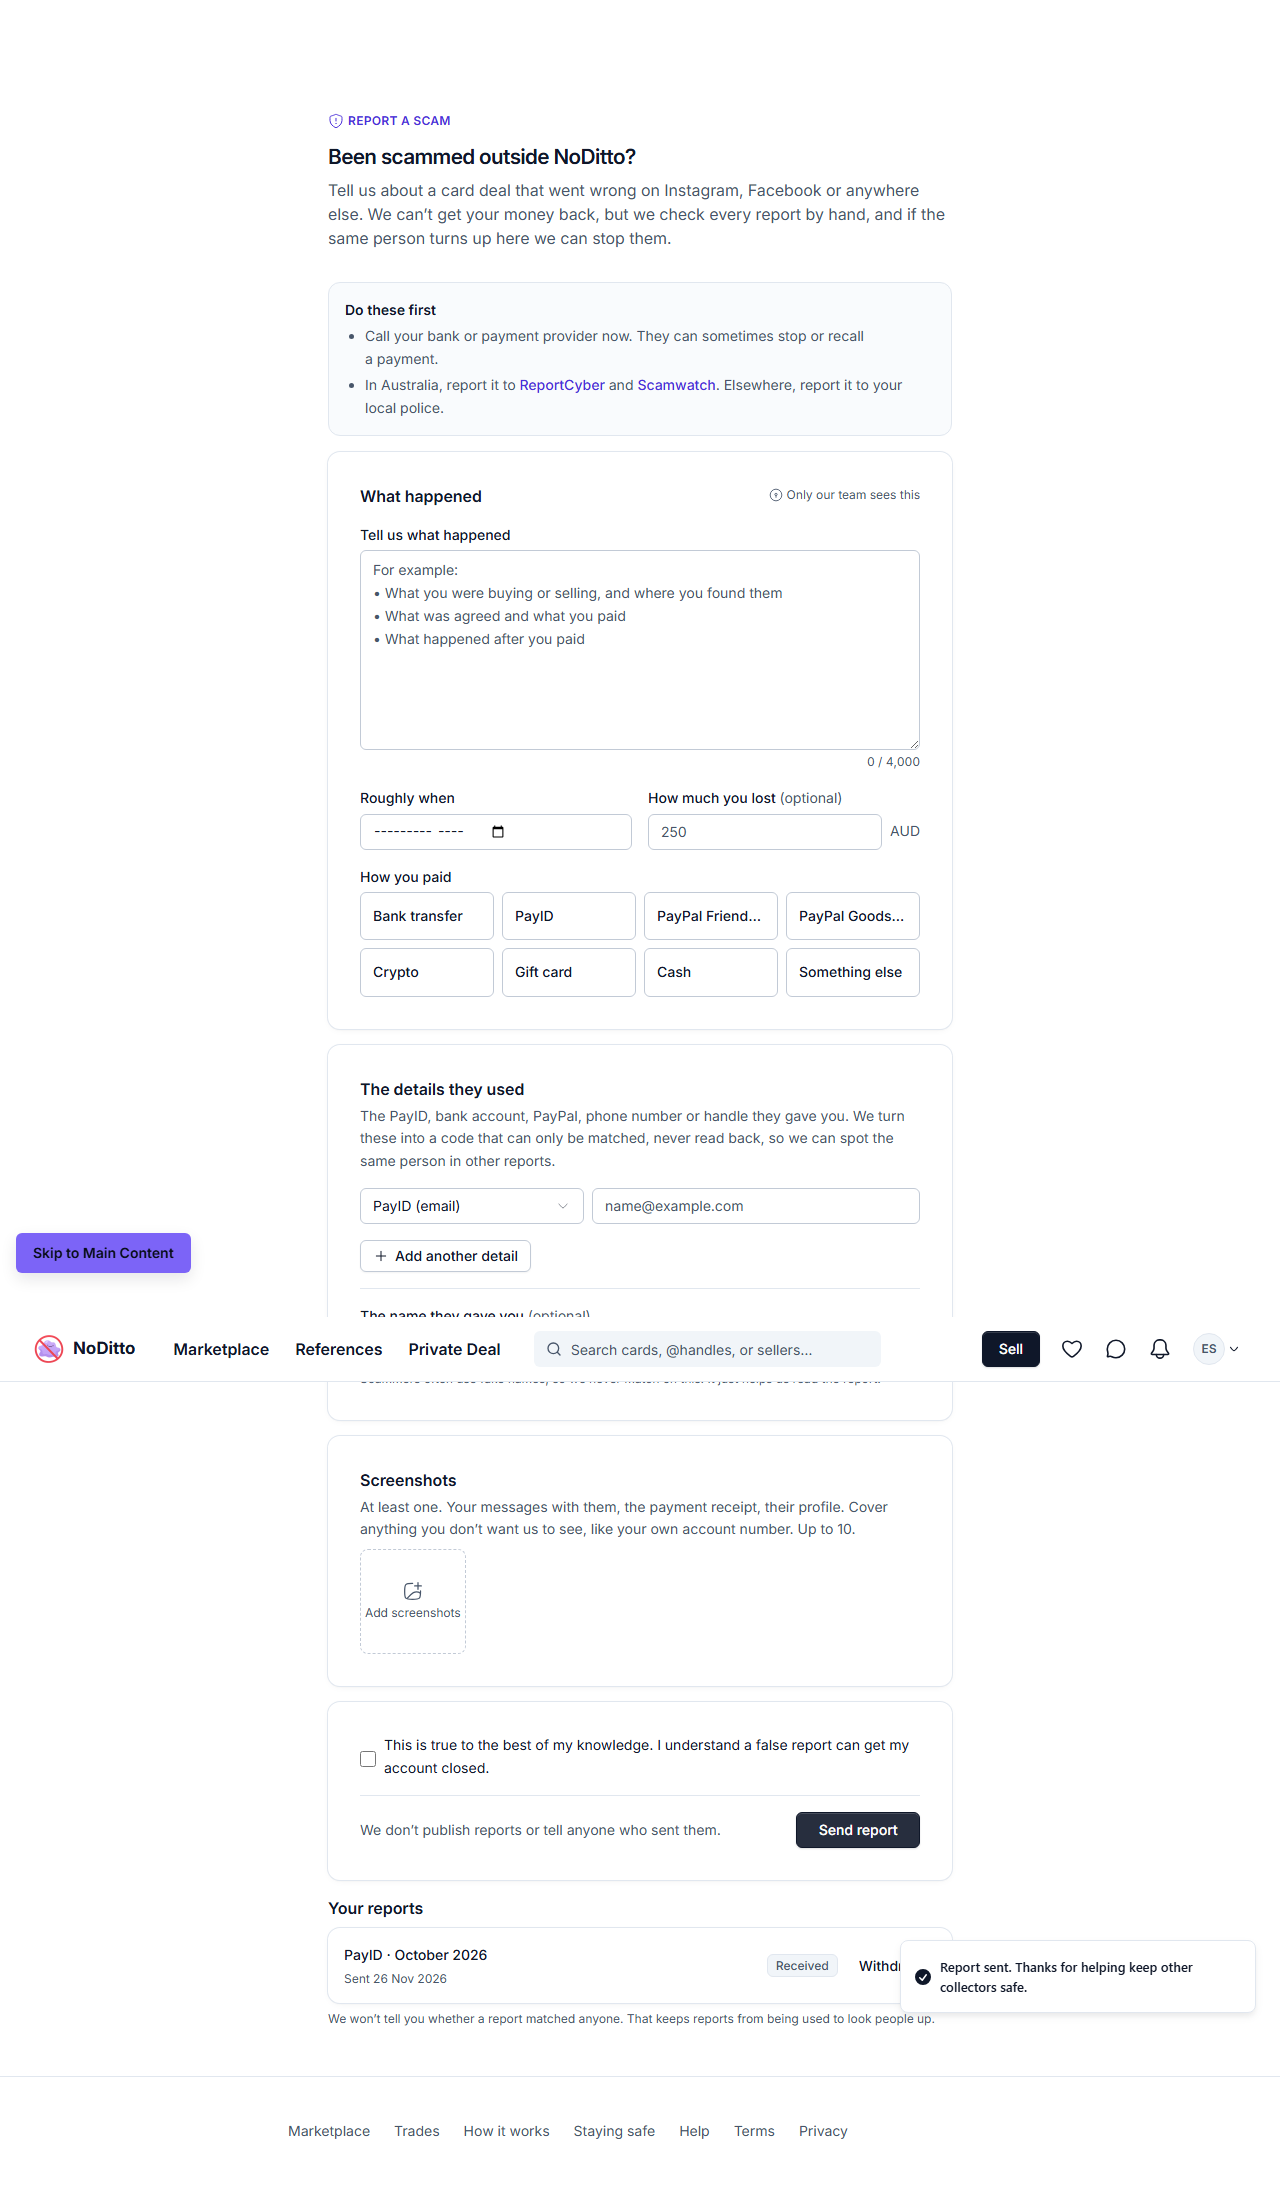 REPORT A SCAM
Been scammed outside NoDitto?
Tell us about a card deal that went wrong on Instagram, Facebook or anywhere
else. We can’t get your money back, but we check every report by hand, and if the
same person turns up here we can stop them.
Do these first
• Call your bank or payment provider now. They can sometimes stop or recall
a payment.
• In Australia, report it to ReportCyber and Scamwatch. Elsewhere, report it to your
local police.
What happened
Only our team sees this
Tell us what happened
For example:
• What you were buying or selling, and where you found them
• What was agreed and what you paid
• What happened after you paid
0 / 4,000
Roughly when
How much you lost (optional)
--------- ----
250
AUD
How you paid
Bank transfer
PayID
PayPal Friend...
PayPal Goods...
Crypto
Gift card
Cash
Something else
The details they used
The PayID, bank account, PayPal, phone number or handle they gave you. We turn
these into a code that can only be matched, never read back, so we can spot the
same person in other reports.
PayID (email)
name@example.com
Skip to Main Content
Add another detail
The name they gave you (optional)
NoDitto
Marketplace
References
Private Deal
Search cards, @handles, or sellers...
Sell
ES
Screenshots
At least one. Your messages with them, the payment receipt, their profile. Cover
anything you don’t want us to see, like your own account number. Up to 10.
Add screenshots
This is true to the best of my knowledge. I understand a false report can get my
account closed.
We don’t publish reports or tell anyone who sent them.
Send report
Your reports
PayID · October 2026
Sent 26 Nov 2026
Received
Report sent. Thanks for helping keep other
collectors safe.
We won’t tell you whether a report matched anyone. That keeps reports from being used to look people up.
Marketplace
Trades
How it works
Staying safe
Help
Terms
Privacy